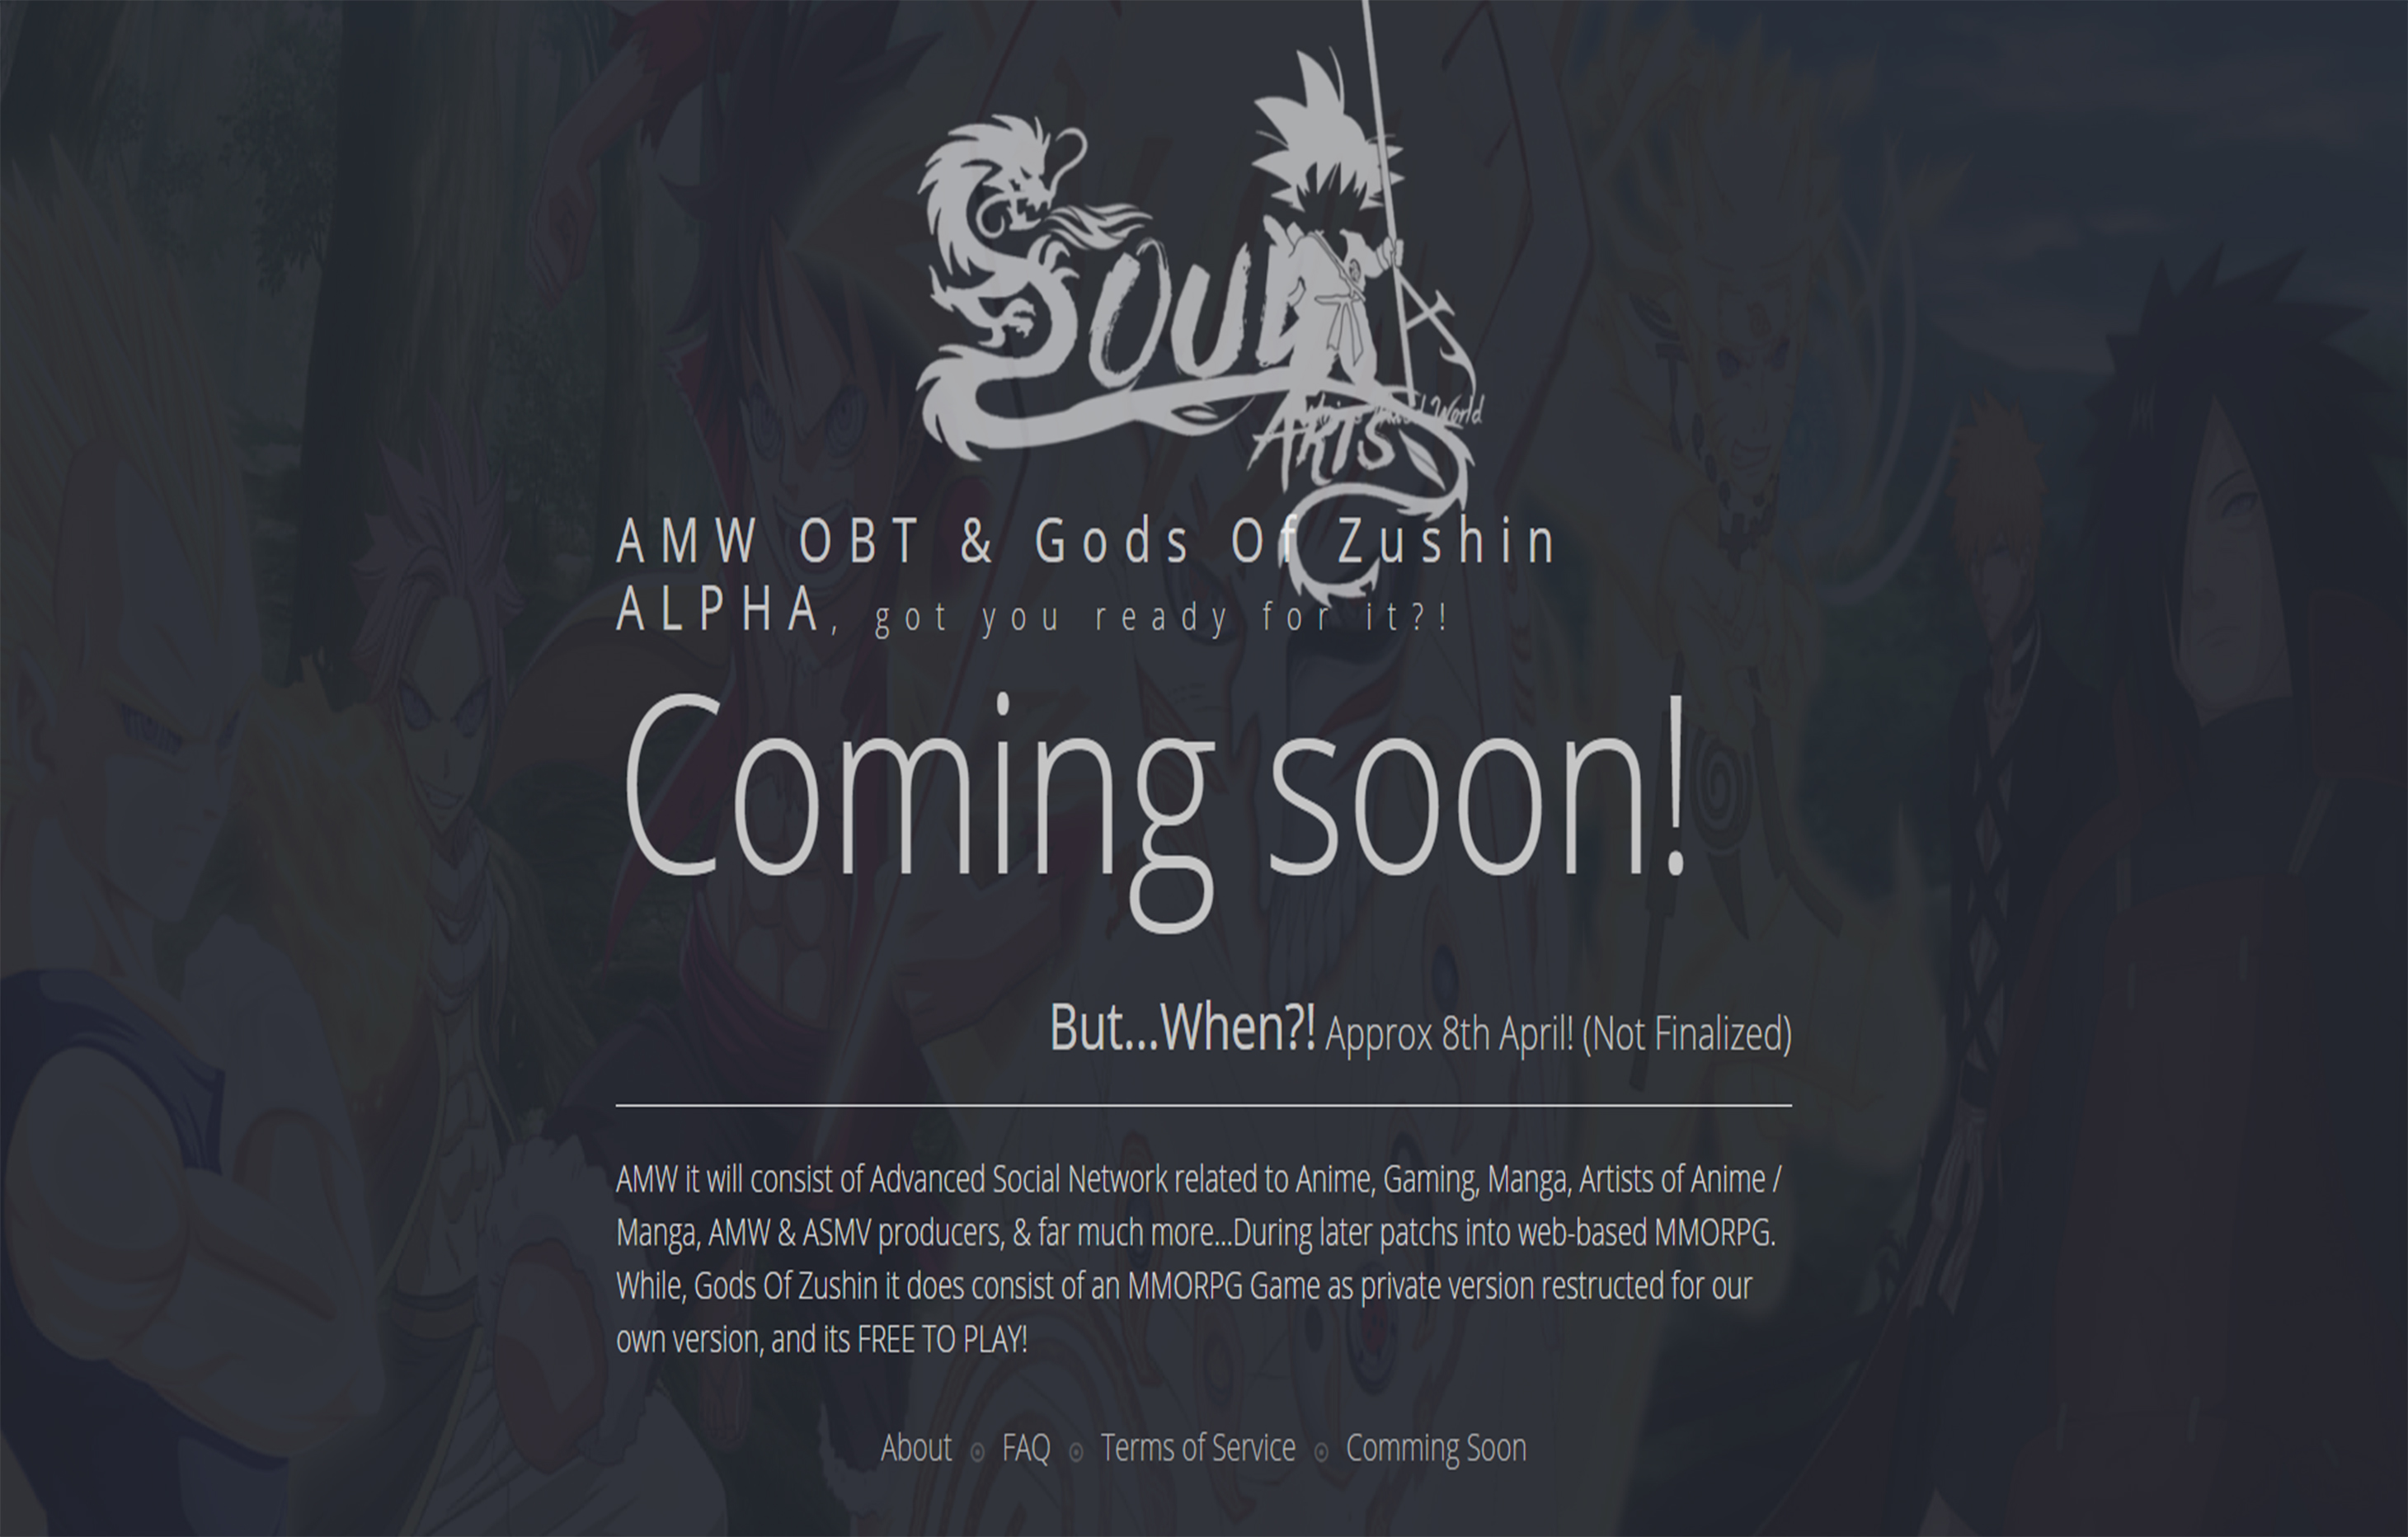 SOUL
ARTS
World
AMW OBT & Gods Of Zushin
ALPHA, got you ready for it?!
Coming soon!
But...When?! Approx 8th April! (Not Finalized)
AMW it will consist of Advanced Social Network related to Anime, Gaming, Manga, Artists of Anime /
Manga, AMW & ASMV producers, & far much more...During later patchs into web-based MMORPG.
While, Gods Of Zushin it does consist of an MMORPG Game as private version restructed for our
own version, and its FREE TO PLAY!
About FAQ Terms of Service Comming Soon